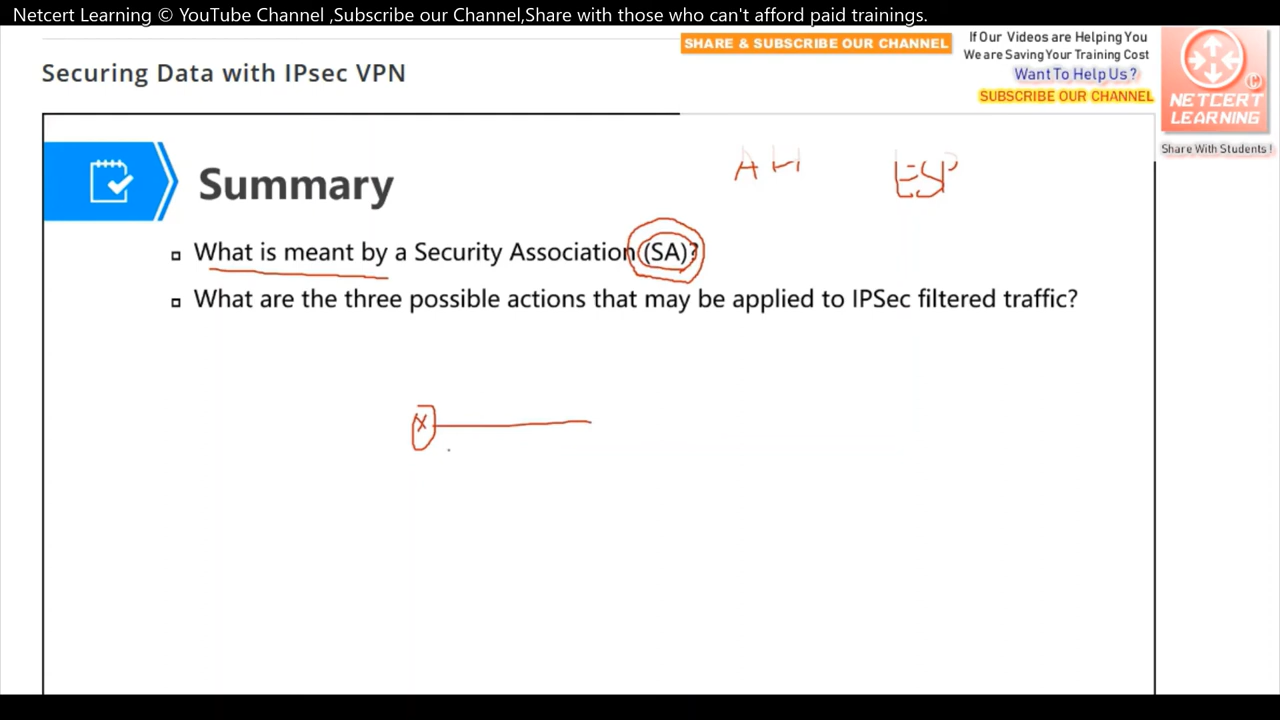 Netcert Learning © YouTube Channel ,Subscribe our Channel,Share with those who can't afford paid trainings.
SHARE & SUBSCRIBE OUR CHANNEL
If Our Videos are Helping You
We are Saving Your Training Cost
Want To Help Us ?
SUBSCRIBE OUR CHANNEL
©
NETCERT
LEARNING
Share With Students !
Securing Data with IPsec VPN
AH ESP
Summary
What is meant by a Security Association (SA)?
What are the three possible actions that may be applied to IPSec filtered traffic?
X